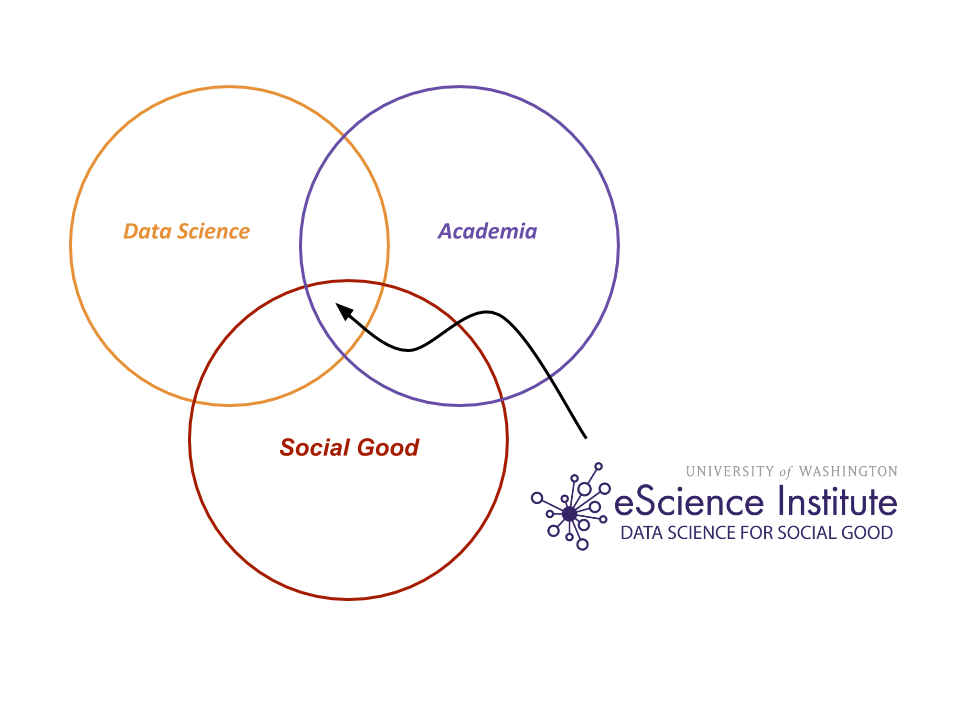 Data Science
Academia
Social Good
UNIVERSITY of WASHINGTON
eScience Institute
DATA SCIENCE FOR SOCIAL GOOD